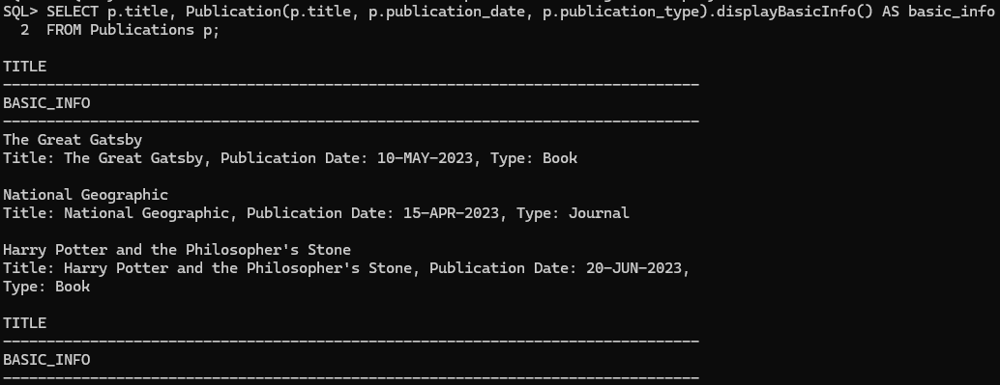 SQL> SELECT p.title, Publication(p.title, p.publication_date, p.publication_type).displayBasicInfo() AS basic_info
  2  FROM Publications p;

TITLE
--------------------------------------------------------------------------------
BASIC_INFO
--------------------------------------------------------------------------------
The Great Gatsby
Title: The Great Gatsby, Publication Date: 10-MAY-2023, Type: Book

National Geographic
Title: National Geographic, Publication Date: 15-APR-2023, Type: Journal

Harry Potter and the Philosopher's Stone
Title: Harry Potter and the Philosopher's Stone, Publication Date: 20-JUN-2023,
Type: Book

TITLE
--------------------------------------------------------------------------------
BASIC_INFO
--------------------------------------------------------------------------------